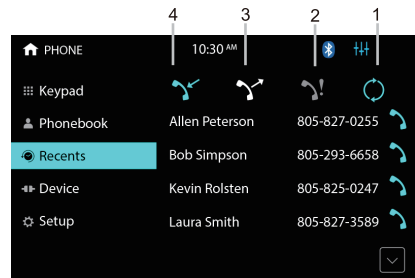 4 3 2 1
PHONE 10:30 AM
Keypad
Phonebook Allen Peterson 805-827-0255
Recents Bob Simpson 805-293-6658
Device Kevin Rolsten 805-825-0247
Setup Laura Smith 805-827-3589